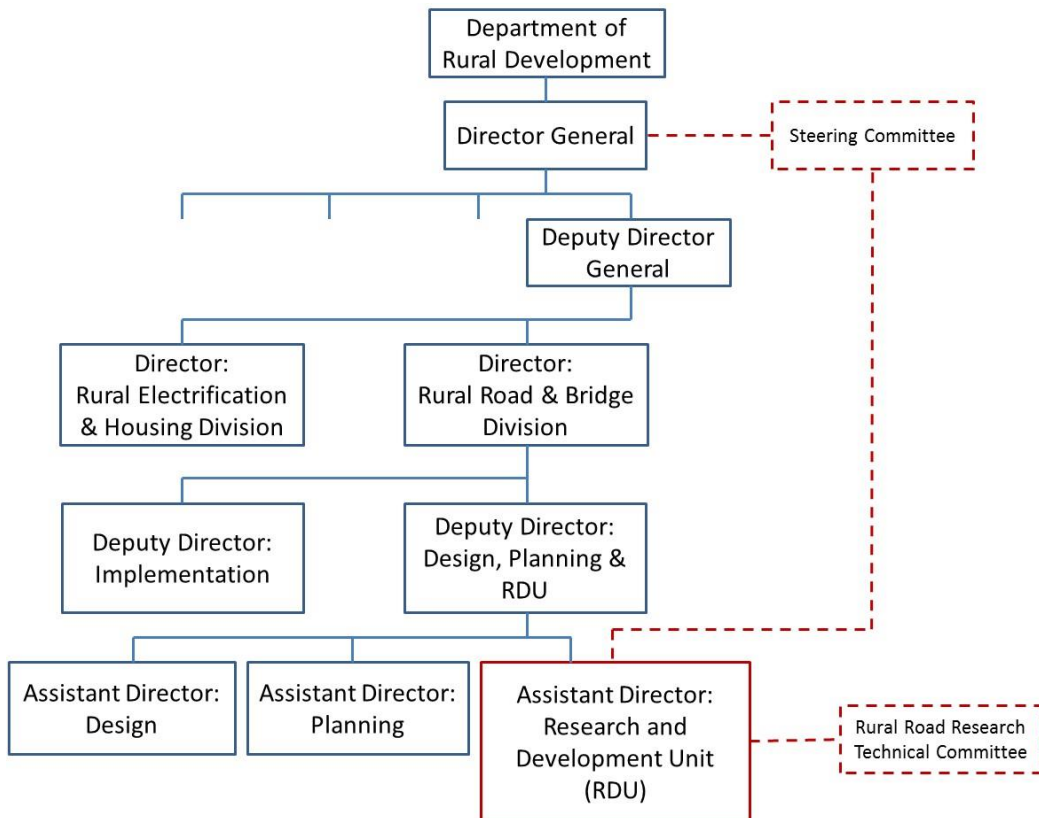 Department of
Rural Development
Director General
Steering Committee
Deputy Director
General
Director:
Rural Electrification
& Housing Division
Director:
Rural Road & Bridge
Division
Deputy Director:
Implementation
Deputy Director:
Design, Planning &
RDU
Assistant Director:
Design
Assistant Director:
Planning
Assistant Director:
Research and
Development Unit
(RDU)
Rural Road Research
Technical Committee